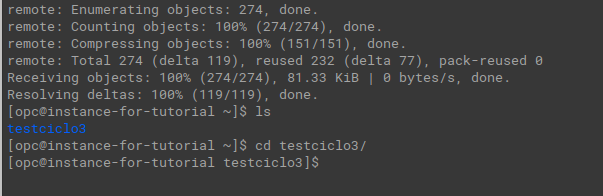 remote: Enumerating objects: 274, done.
remote: Counting objects: 100% (274/274), done.
remote: Compressing objects: 100% (151/151), done.
remote: Total 274 (delta 119), reused 232 (delta 77), pack-reused 0
Receiving objects: 100% (274/274), 81.33 KiB | 0 bytes/s, done.
Resolving deltas: 100% (119/119), done.
[opc@instance-for-tutorial ~]$ ls
testciclo3
[opc@instance-for-tutorial ~]$ cd testciclo3/
[opc@instance-for-tutorial testciclo3]$